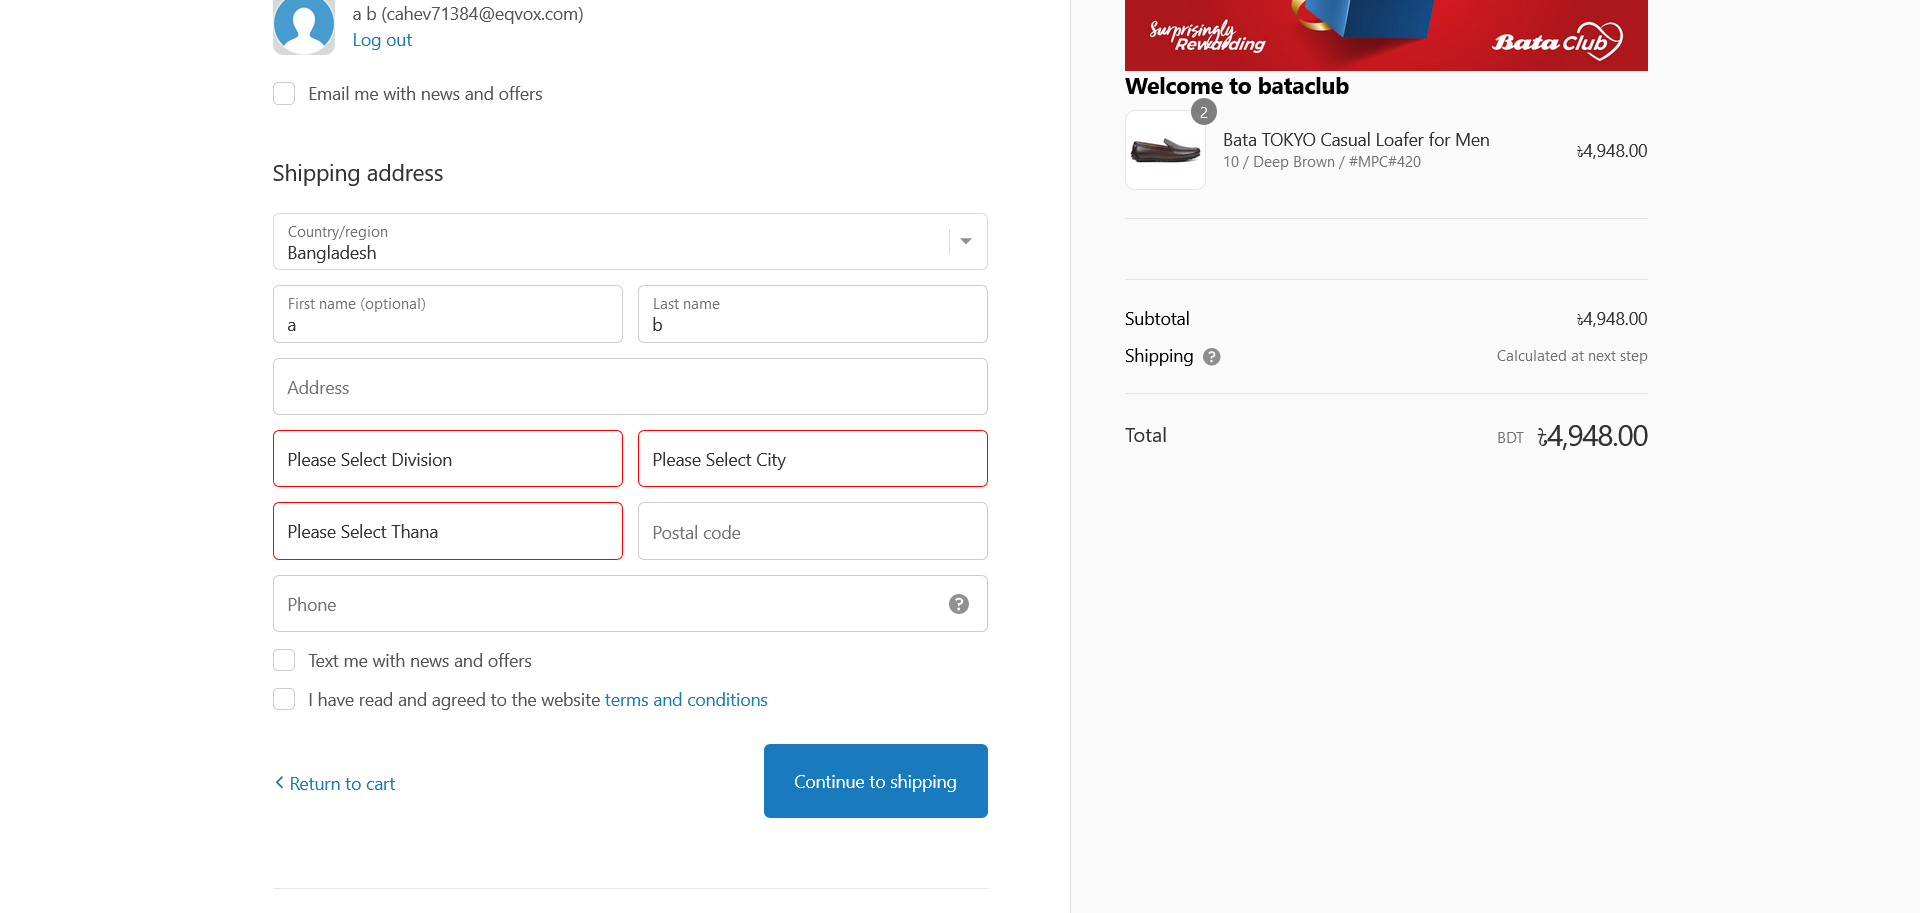 a b (cahev71384@eqvox.com)
Log out
Email me with news and offers
Shipping address
Country/region
Bangladesh
First name (optional)
a
Last name
b
Address
Please Select Division
Please Select City
Please Select Thana
Postal code
Phone
?
Text me with news and offers
I have read and agreed to the website terms and conditions
Return to cart
Continue to shipping
Surprisingly
Rewarding
Bata Club
Welcome to bataclub
2
Bata TOKYO Casual Loafer for Men
10 / Deep Brown / #MPC#420
৳4,948.00
Subtotal
৳4,948.00
Shipping ?
Calculated at next step
Total
BDT ৳4,948.00